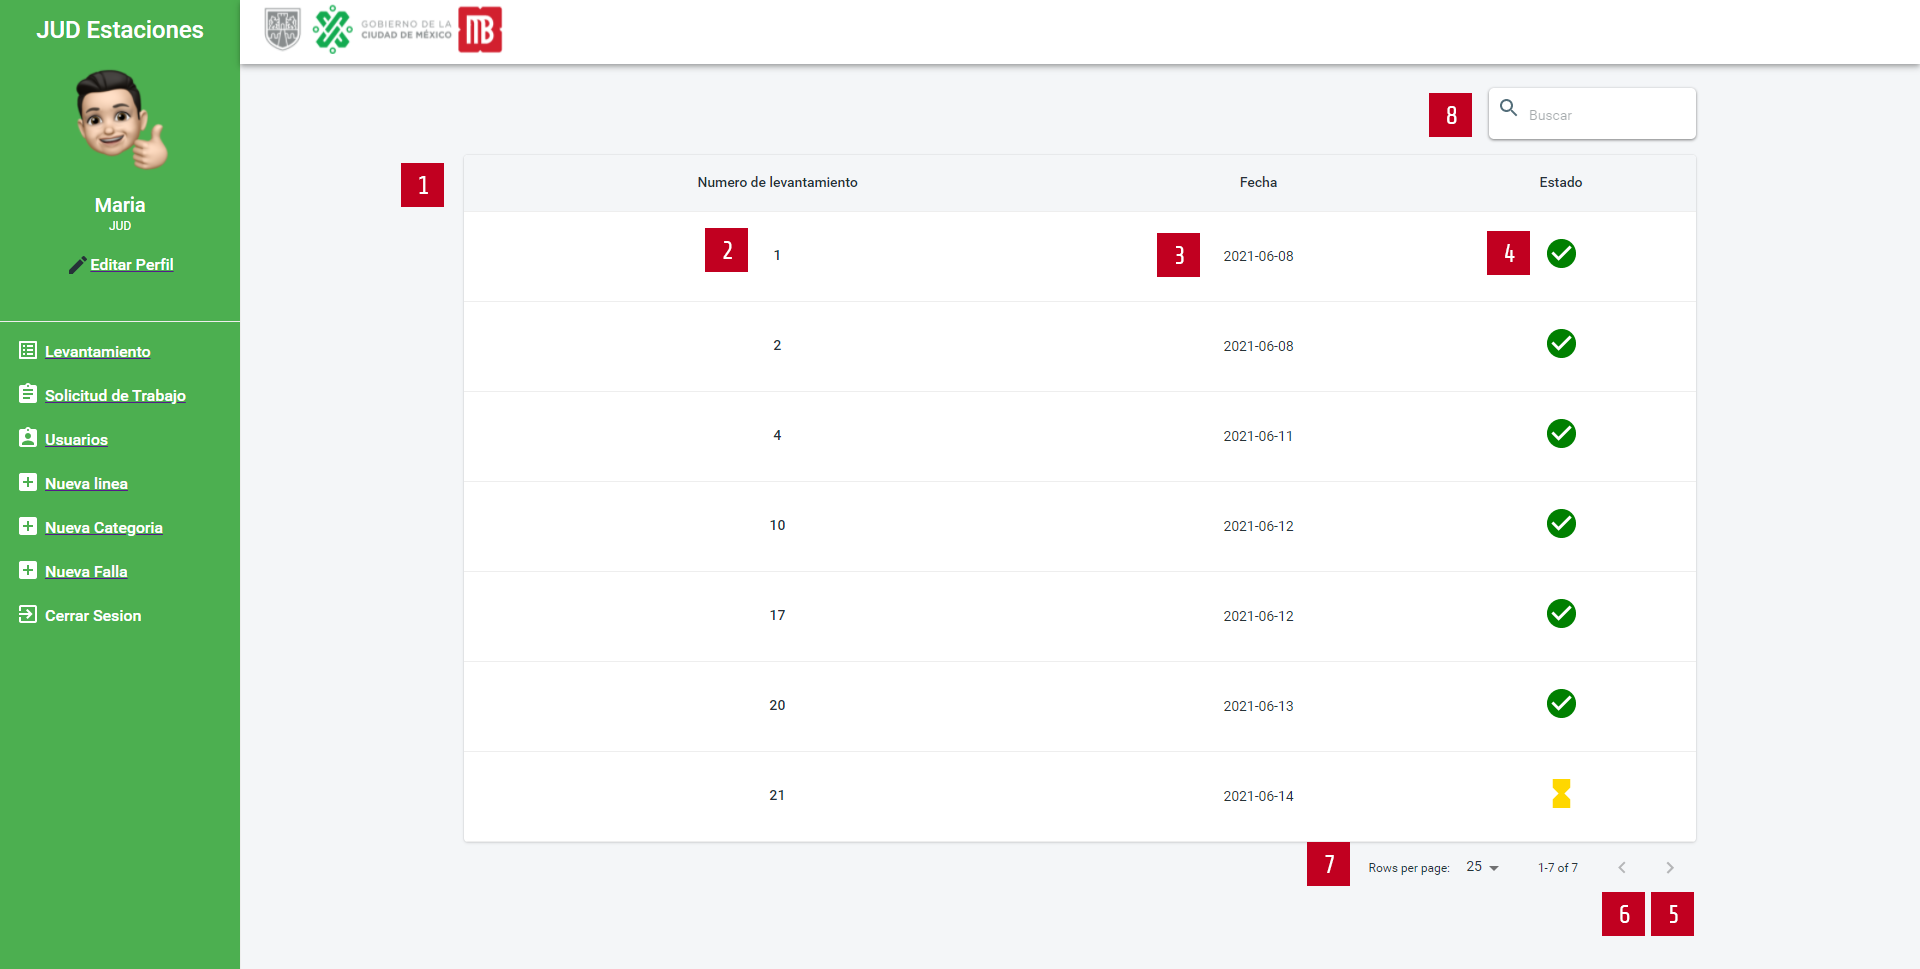 JUD Estaciones
Maria
JUD
Editar Perfil
Levantamiento
Solicitud de Trabajo
Usuarios
Nueva linea
Nueva Categoria
Nueva Falla
Cerrar Sesion
GOBIERNO DE LA
CIUDAD DE MÉXICO
MB
8 Buscar
1 Numero de levantamiento Fecha Estado
2 1 3 2021-06-08 4
2 2021-06-08
4 2021-06-11
10 2021-06-12
17 2021-06-12
20 2021-06-13
21 2021-06-14
7 Rows per page: 25 1-7 of 7
6 5